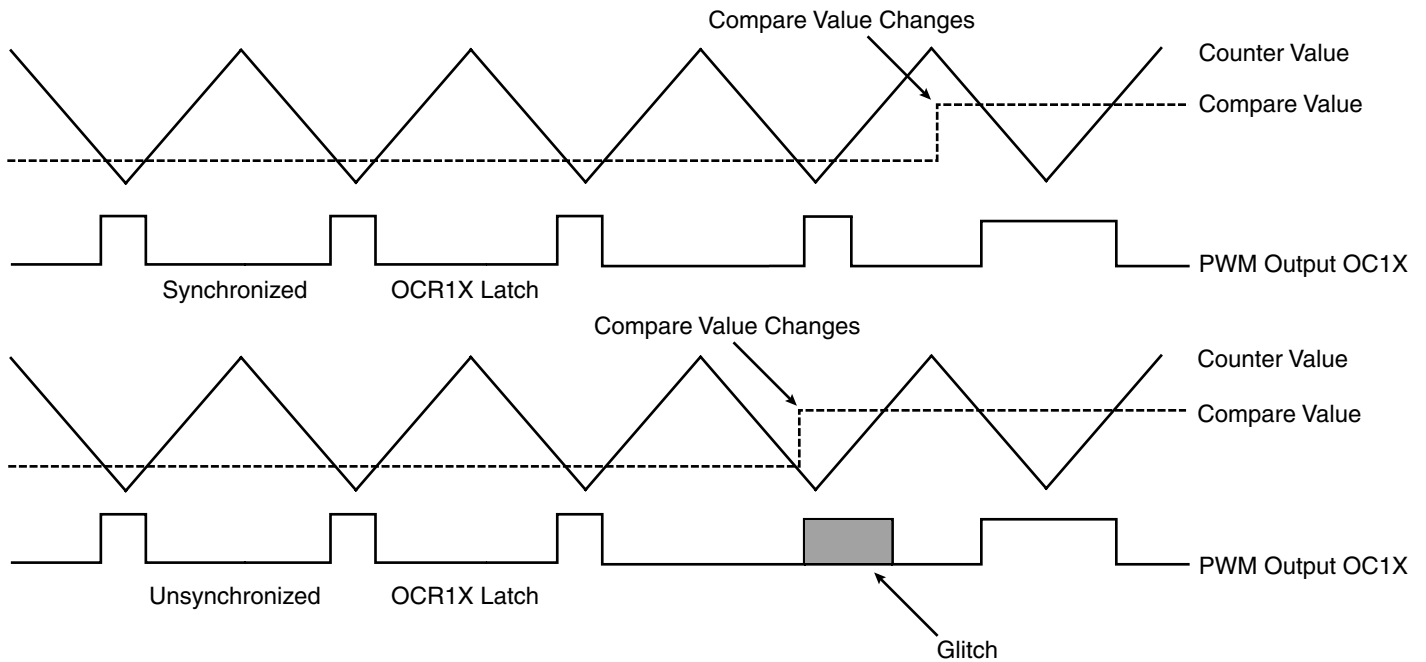 Compare Value Changes
Counter Value
Compare Value
PWM Output OC1X
Synchronized OCR1X Latch
Compare Value Changes
Counter Value
Compare Value
PWM Output OC1X
Unsynchronized OCR1X Latch
Glitch